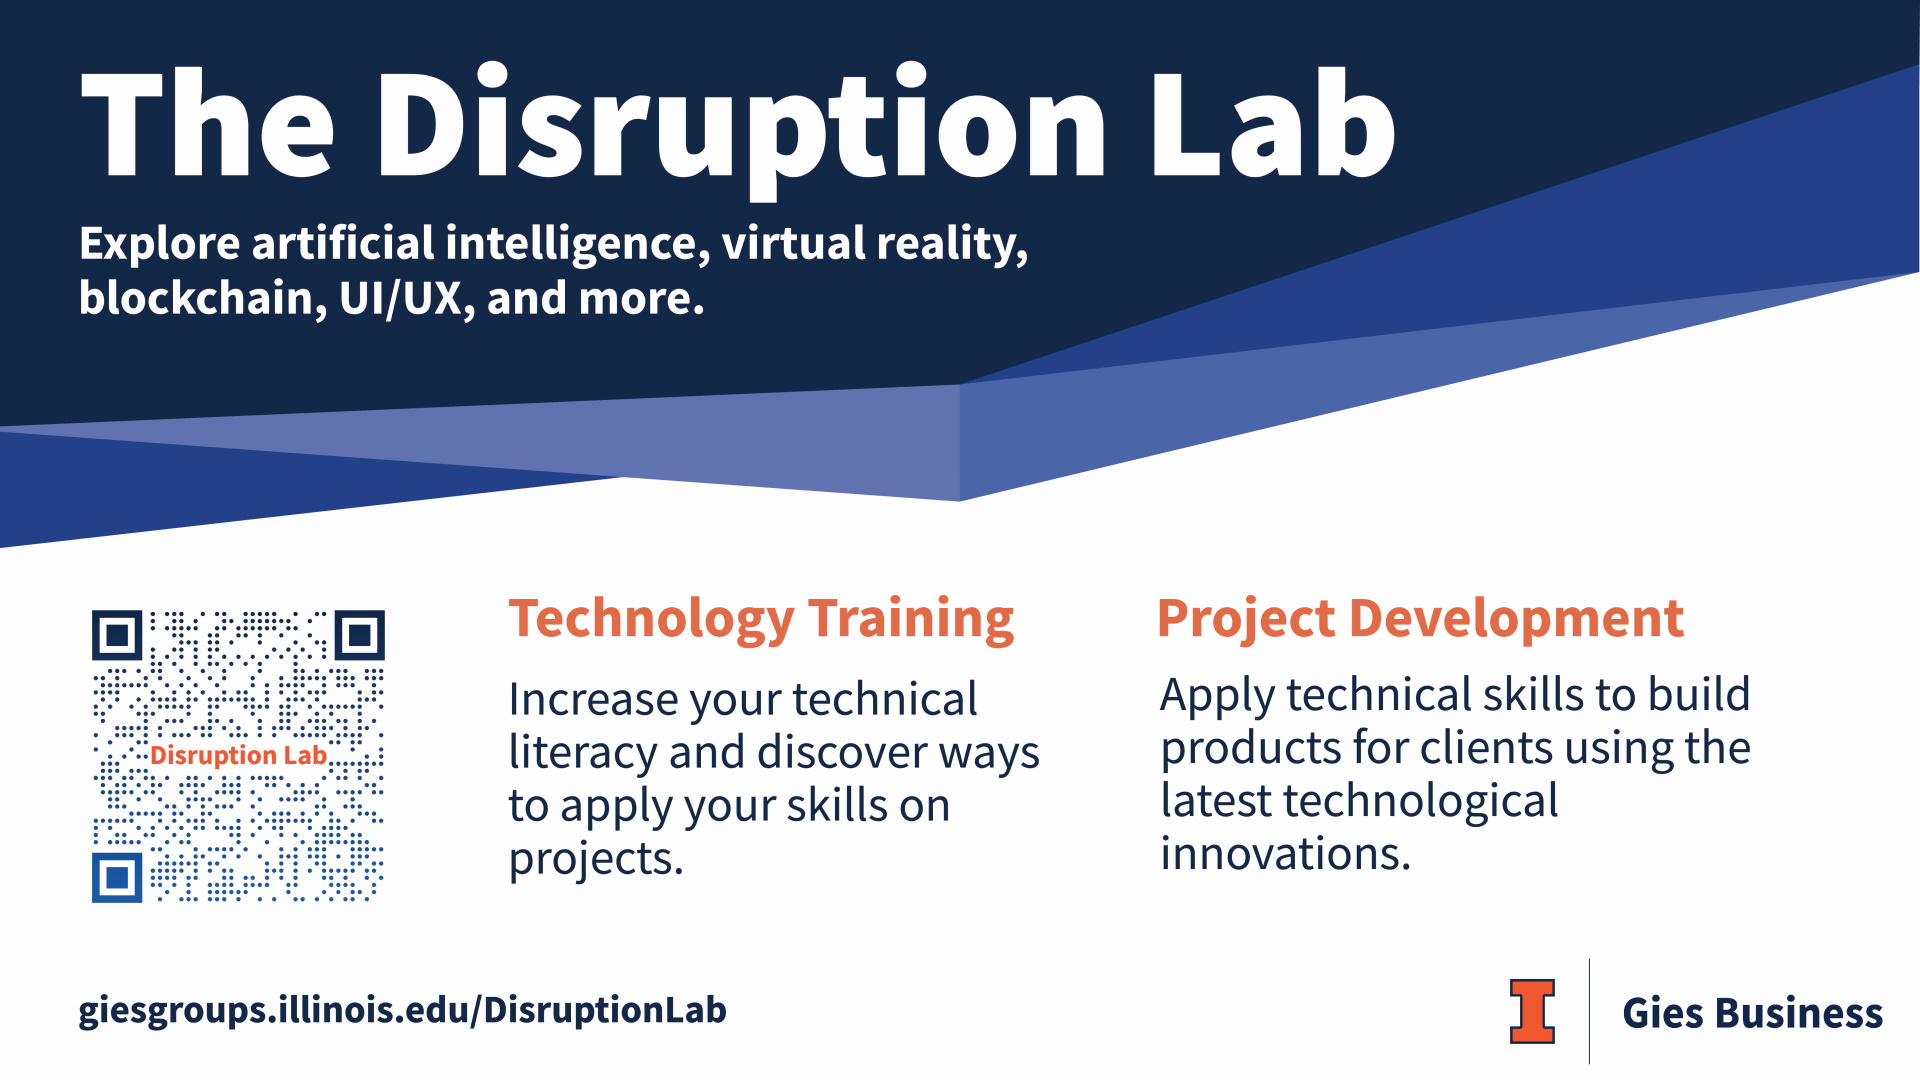 The Disruption Lab
Explore artificial intelligence, virtual reality,
blockchain, UI/UX, and more.
Disruption Lab
Technology Training
Increase your technical
literacy and discover ways
to apply your skills on
projects.
Project Development
Apply technical skills to build
products for clients using the
latest technological
innovations.
giesgroups.illinois.edu/DisruptionLab
I
Gies Business